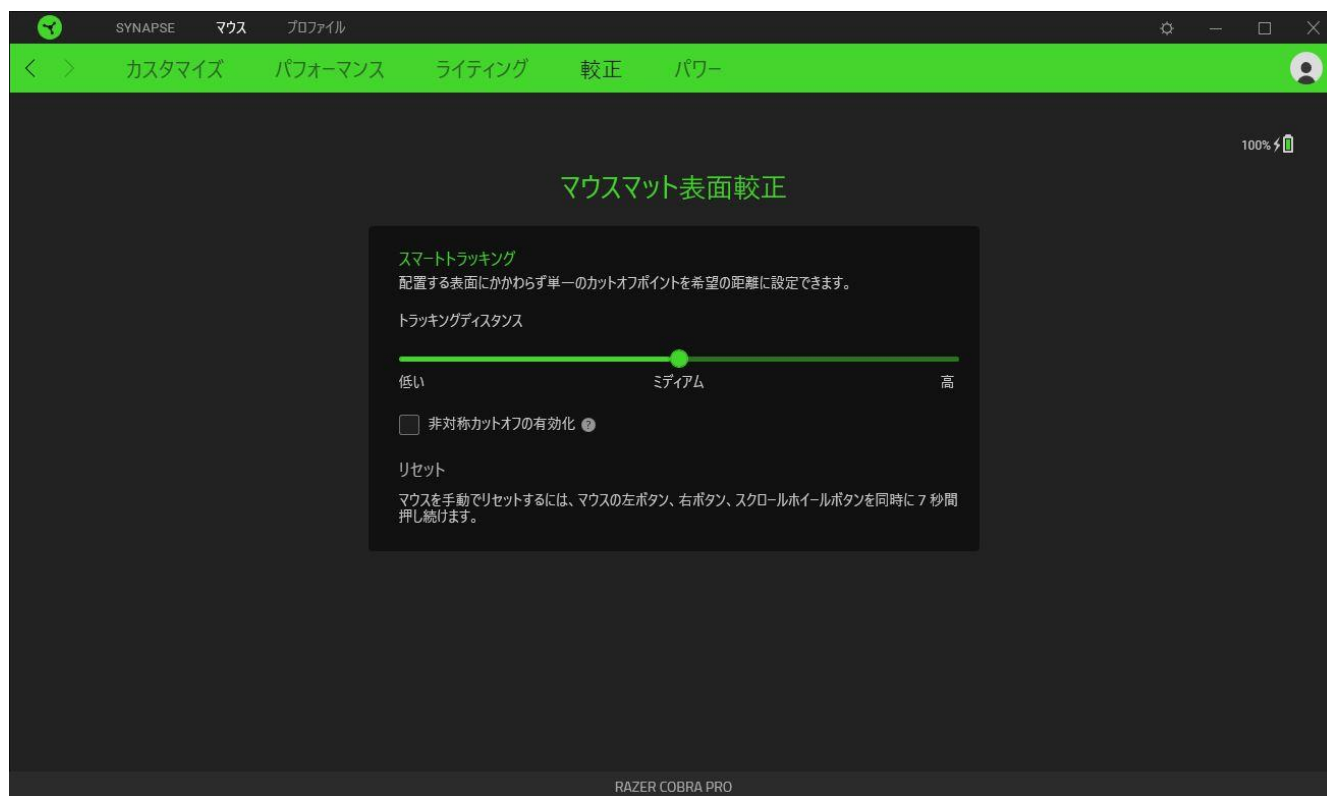 SYNAPSE マウス プロファイル
カスタマイズ パフォーマンス ライティング 較正 パワー
100%
マウスマット表面較正
スマートトラッキング
配置する表面にかかわらず単一のカットオフポイントを希望の距離に設定できます。
トラッキングディスタンス
低い ミディアム 高
非対称カットオフの有効化 ?
リセット
マウスを手動でリセットするには、マウスの左ボタン、右ボタン、スクロールホイールボタンを同時に 7 秒間
押し続けます。
RAZER COBRA PRO